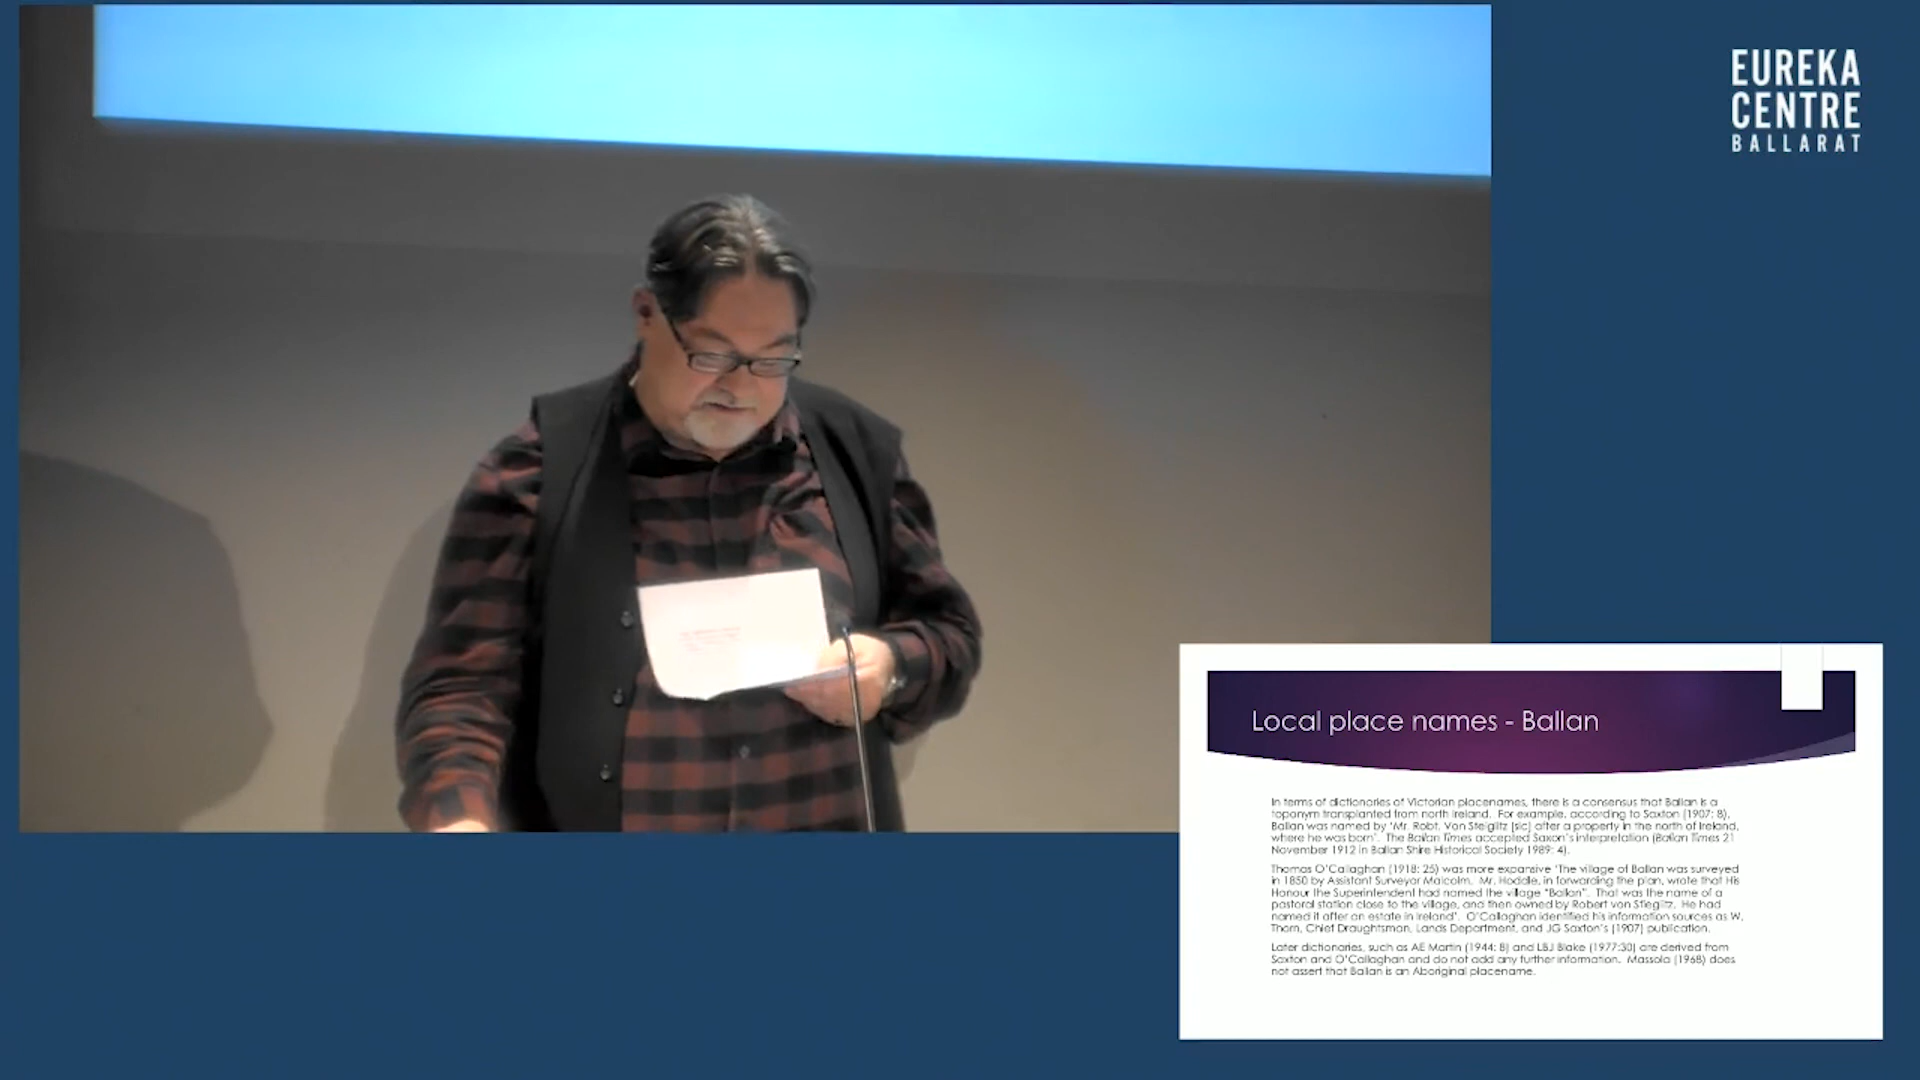 EUREKA
CENTRE
BALLARAT
Local place names - Ballan
In terms of dictionaries of Victorian placenames, there is a consensus that Ballan is a
toponym transplanted from north Ireland. For example, according to Saxton (1907: 8),
Ballan was named by 'Mr. Robt. Von Steiglitz [sic] after a property in the north of Ireland,
where he was born'. The Ballan Times accepted Saxon's interpretation (Ballan Times 21
November 1912 in Ballan Shire Historical Society 1989: 4).
Thomas O'Callaghan (1918: 25) was more expansive 'The village of Ballan was surveyed
in 1850 by Assistant Surveyor Malcolm. Mr. Hoddle, in forwarding the plan, wrote that His
Honour the Superintendent had named the village "Ballan". That was the name of a
pastoral station close to the village, and then owned by Robert von Stieglitz. He had
named it after an estate in Ireland'. O'Callaghan identified his information sources as W.
Thorn, Chief Draughtsman, Lands Department, and JG Saxton's (1907) publication.
Later dictionaries, such as AE Martin (1944: 8) and LBJ Blake (1977:30) are derived from
Saxton and O'Callaghan and do not add any further information. Massola (1968) does
not assert that Ballan is an Aboriginal placename.